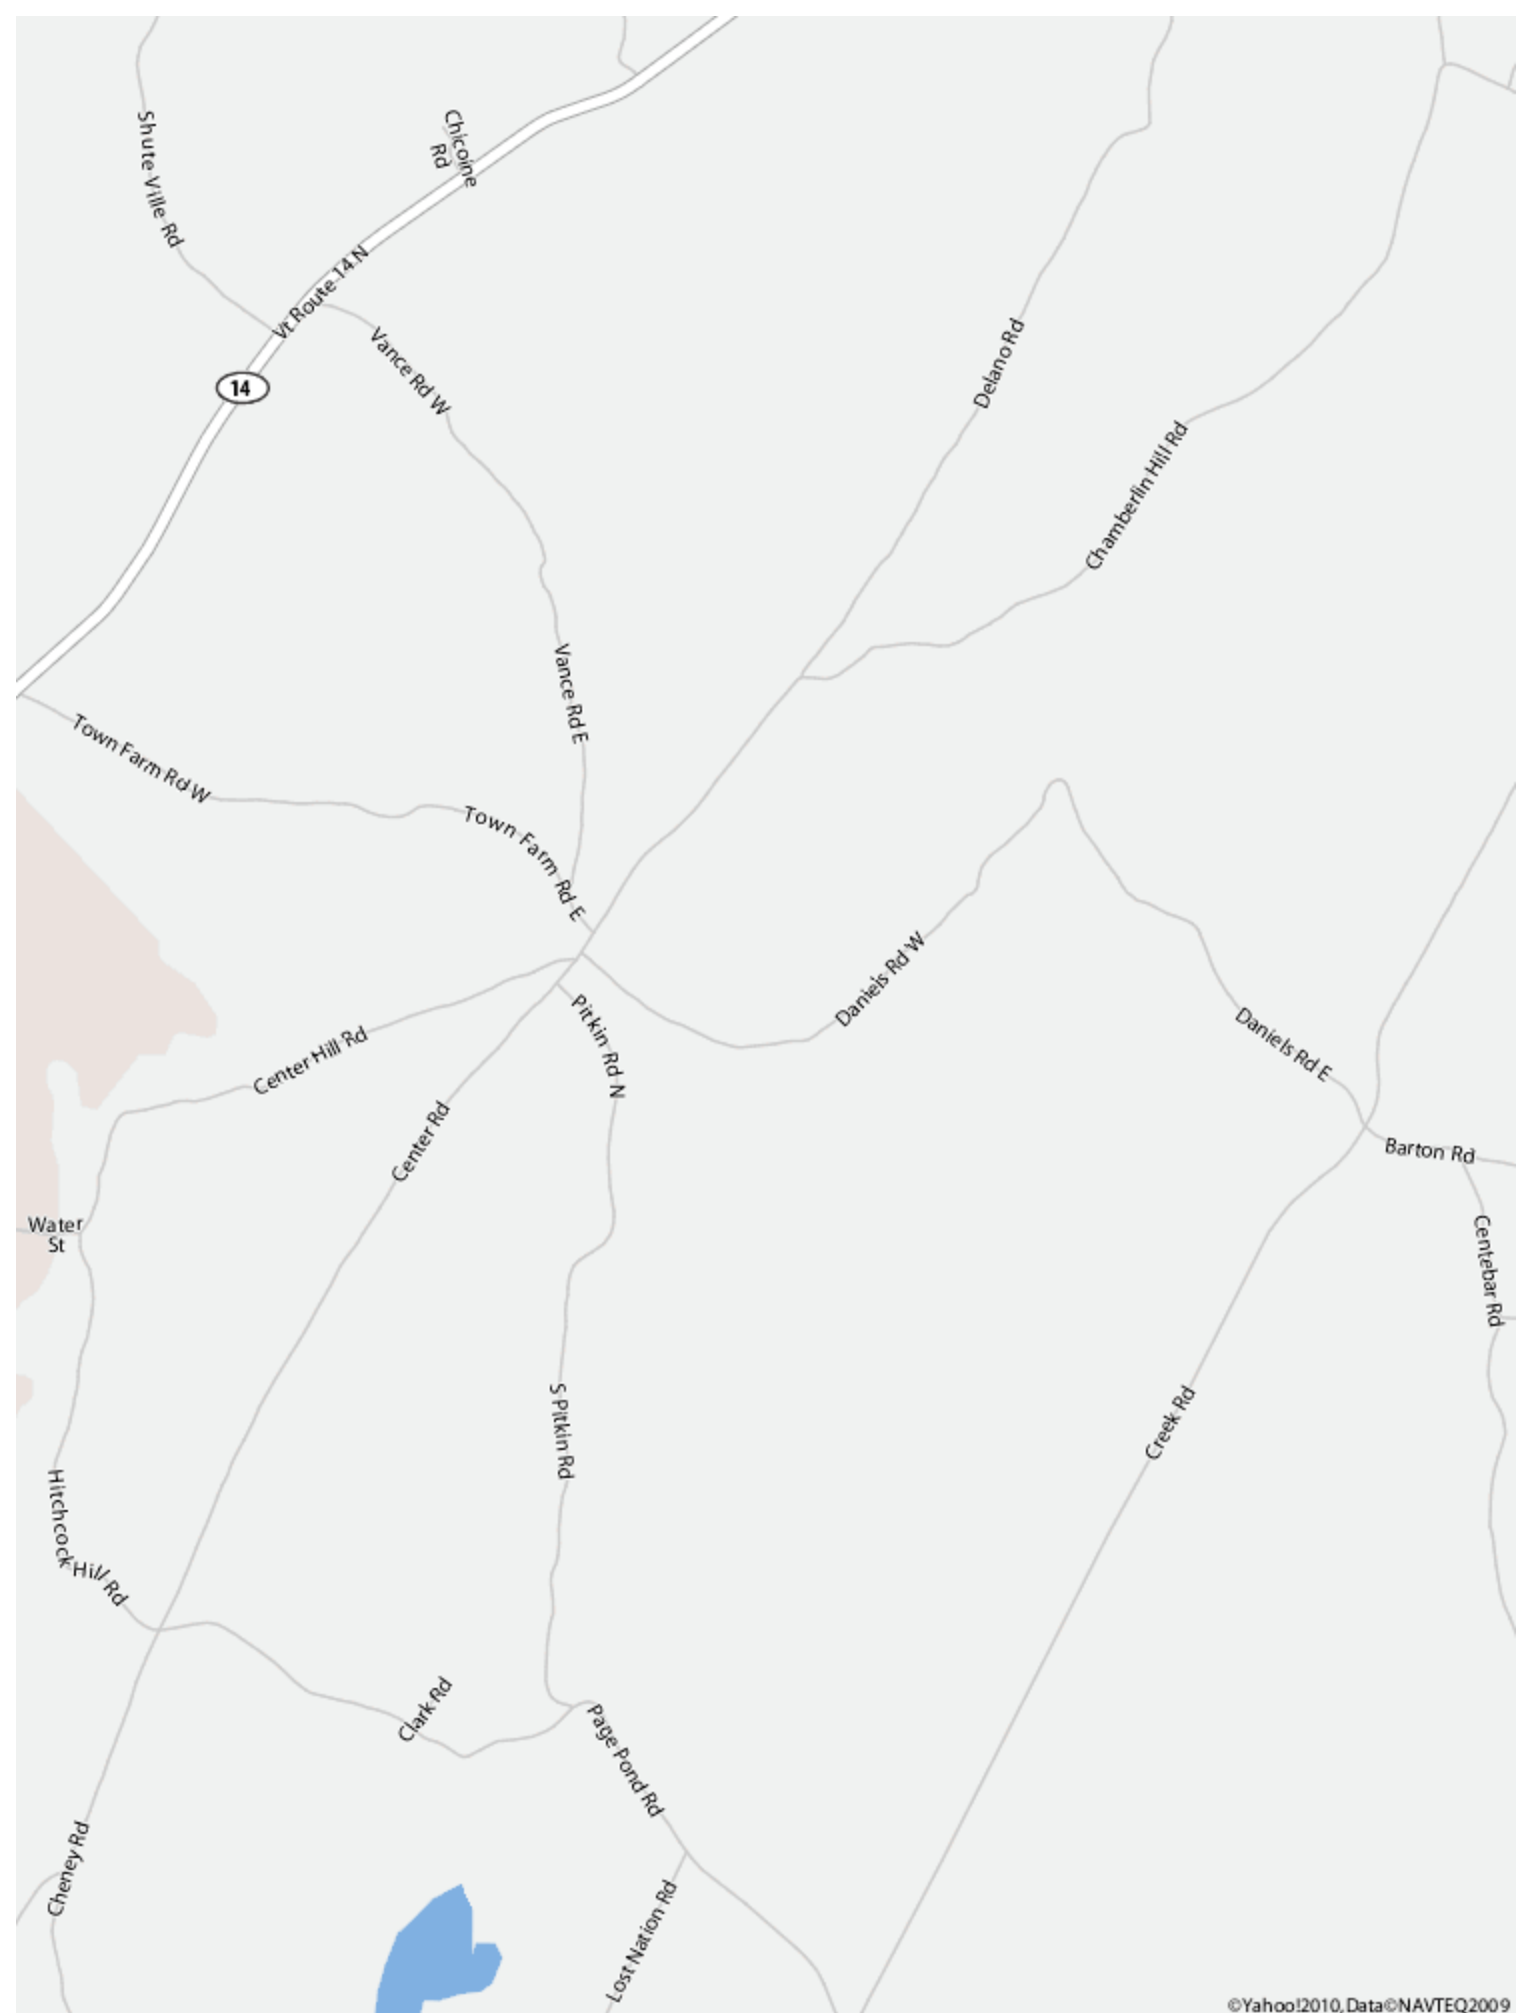 Shute Ville Rd
Chicoine
Rd
Vt Route 14 N
14
Vance Rd W
Delano Rd
Chamberlin Hill Rd
Vance Rd E
Town Farm Rd W
Town Farm Rd E
Daniels Rd W
Pitkin Rd N
Center Hill Rd
Daniels Rd E
Center Rd
Barton Rd
Water
St
Centebar Rd
S Pitkin Rd
Creek Rd
Hitchcock Hill Rd
Clark Rd
Page Pond Rd
Cheney Rd
Lost Nation Rd
©Yahoo!2010, Data©NAVTEQ2009